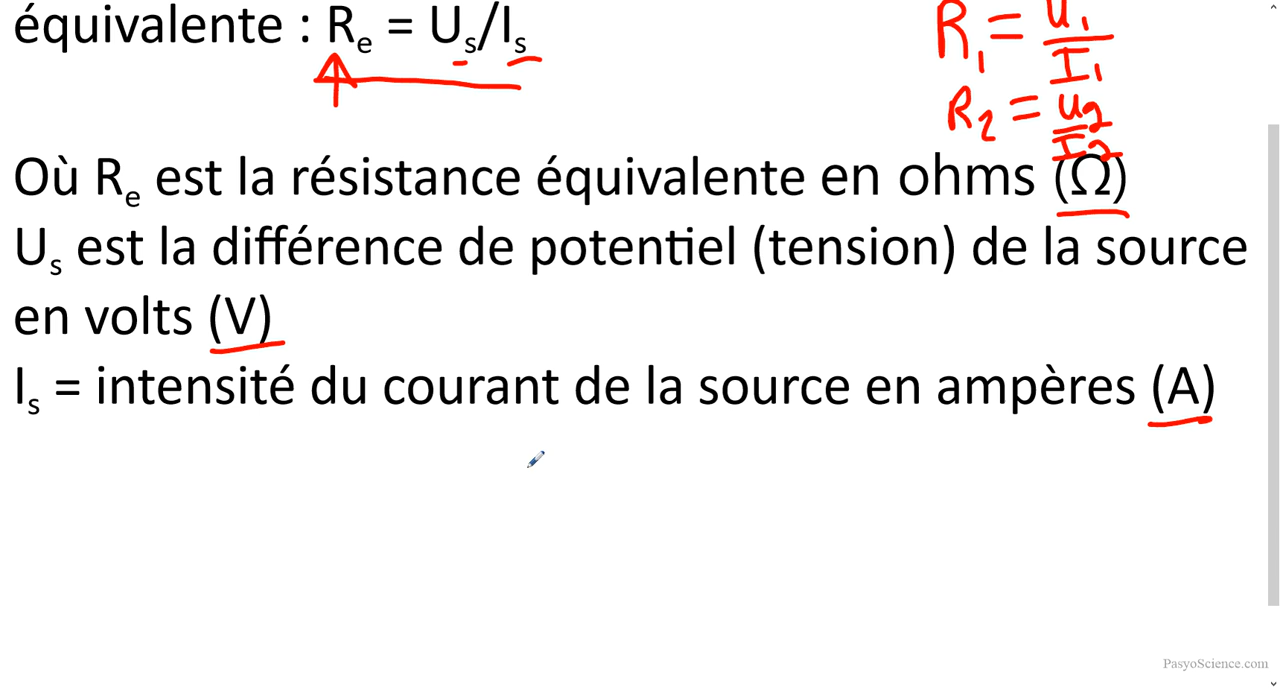 équivalente : Rₑ = Uₛ/Iₛ
R₁ = U₁/I₁
R₂ = U₂/I₂
Où Rₑ est la résistance équivalente en ohms (Ω)
Uₛ est la différence de potentiel (tension) de la source
en volts (V)
Iₛ = intensité du courant de la source en ampères (A)
PasyoScience.com